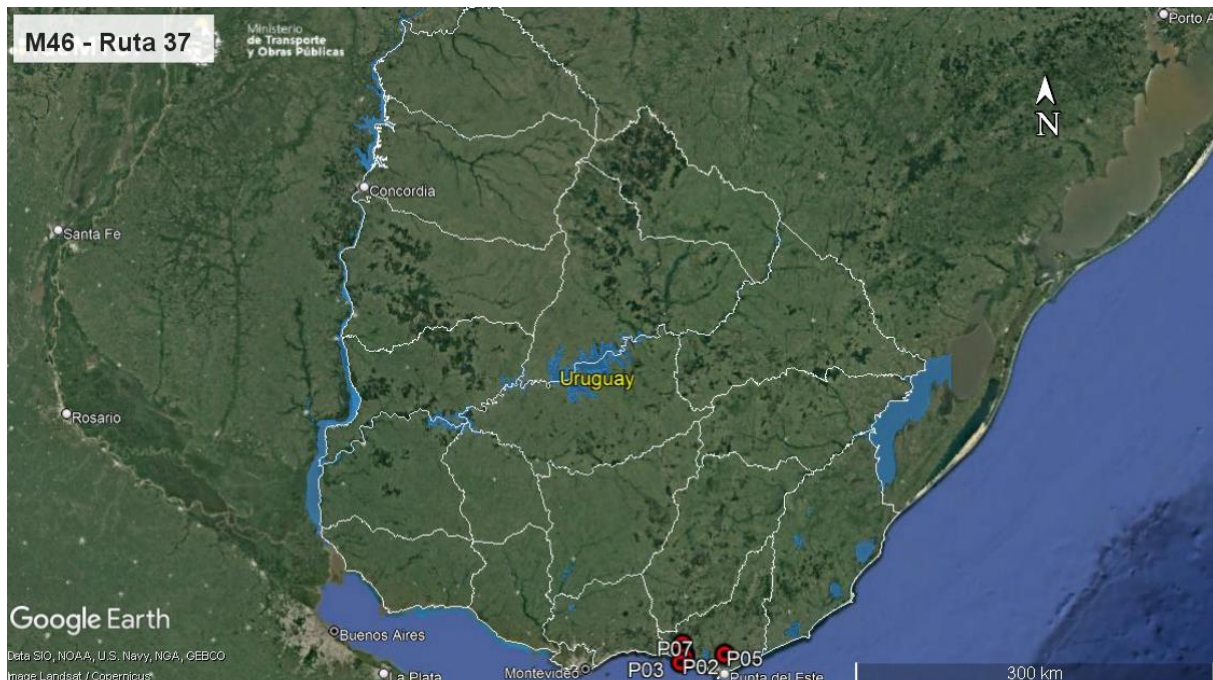 M46 - Ruta 37
Ministerio
de Transporte
y Obras Públicas
Porto A
N
Concordia
Santa Fe
Uruguay
Rosario
Google Earth
Buenos Aires
Data SIO, NOAA, U.S. Navy, NGA, GEBCO
P07
P05
Montevideo
P03
P02
Image Landsat / Copernicus
La Plata
Punta del Este
300 km